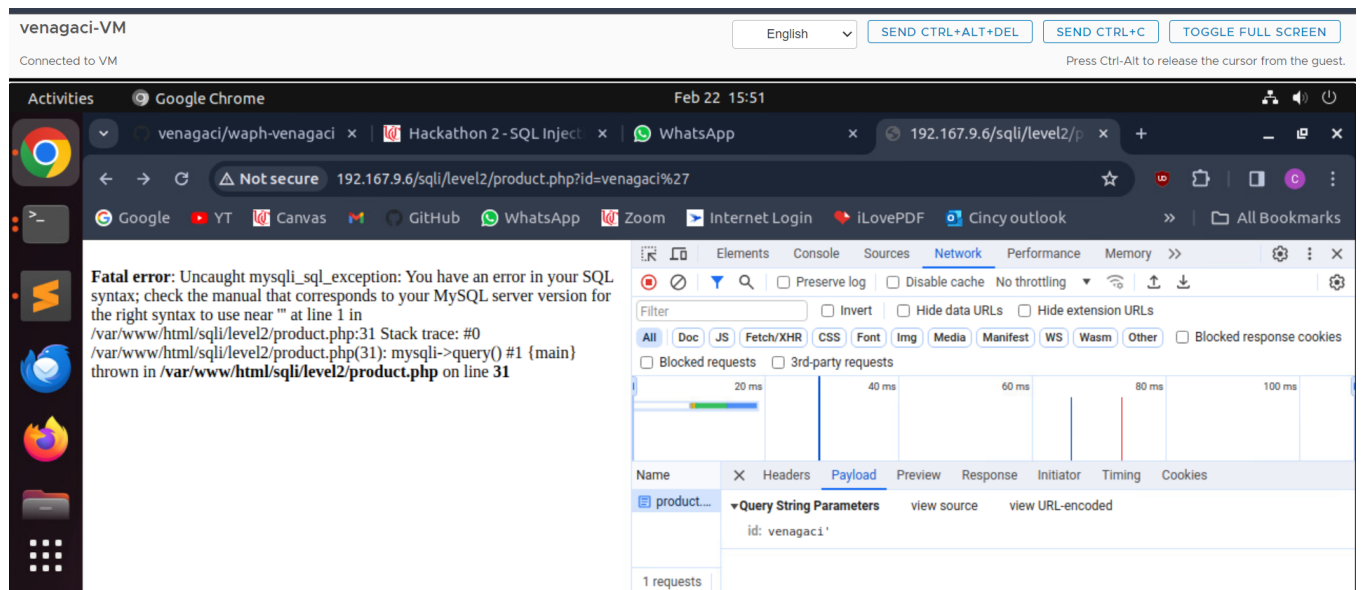 venagaci-VM
English
SEND CTRL+ALT+DEL
SEND CTRL+C
TOGGLE FULL SCREEN
Connected to VM
Press Ctrl-Alt to release the cursor from the guest.
Activities
Google Chrome
Feb 22 15:51
venagaci/waph-venagaci
Hackathon 2 - SQL Inject
WhatsApp
192.167.9.6/sqli/level2/p
Not secure
192.167.9.6/sqli/level2/product.php?id=venagaci%27
Google
YT
Canvas
GitHub
WhatsApp
Zoom
Internet Login
iLovePDF
Cincy outlook
»
All Bookmarks
Fatal error: Uncaught mysqli_sql_exception: You have an error in your SQL
syntax; check the manual that corresponds to your MySQL server version for
the right syntax to use near ''' at line 1 in
/var/www/html/sqli/level2/product.php:31 Stack trace: #0
/var/www/html/sqli/level2/product.php(31): mysqli->query() #1 {main}
thrown in /var/www/html/sqli/level2/product.php on line 31
Elements
Console
Sources
Network
Performance
Memory
Preserve log
Disable cache
No throttling
Filter
Invert
Hide data URLs
Hide extension URLs
All
Doc
JS
Fetch/XHR
CSS
Font
Img
Media
Manifest
WS
Wasm
Other
Blocked response cookies
Blocked requests
3rd-party requests
20 ms
40 ms
60 ms
80 ms
100 ms
Name
Headers
Payload
Preview
Response
Initiator
Timing
Cookies
product....
Query String Parameters
view source
view URL-encoded
id: venagaci'
1 requests